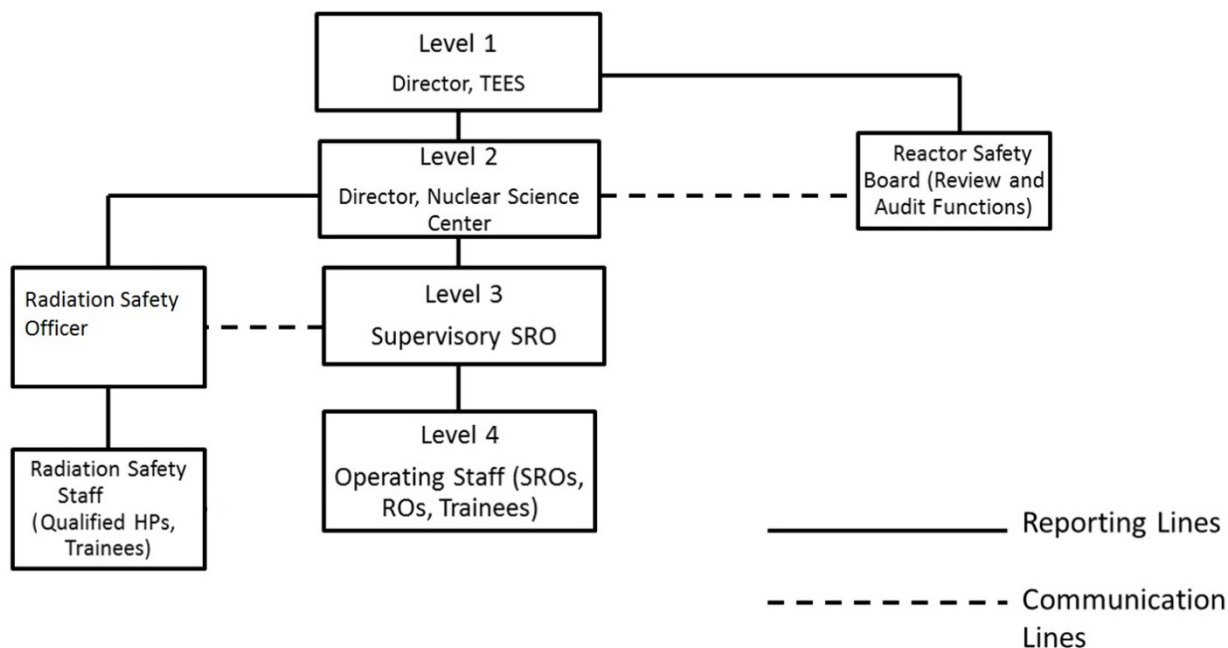 Level 1
Director, TEES
Level 2
Director, Nuclear Science
Center
Reactor Safety
Board (Review and
Audit Functions)
Radiation Safety
Officer
Level 3
Supervisory SRO
Level 4
Operating Staff (SROs,
ROs, Trainees)
Radiation Safety
Staff
(Qualified HPs,
Trainees)
Reporting Lines
Communication
Lines